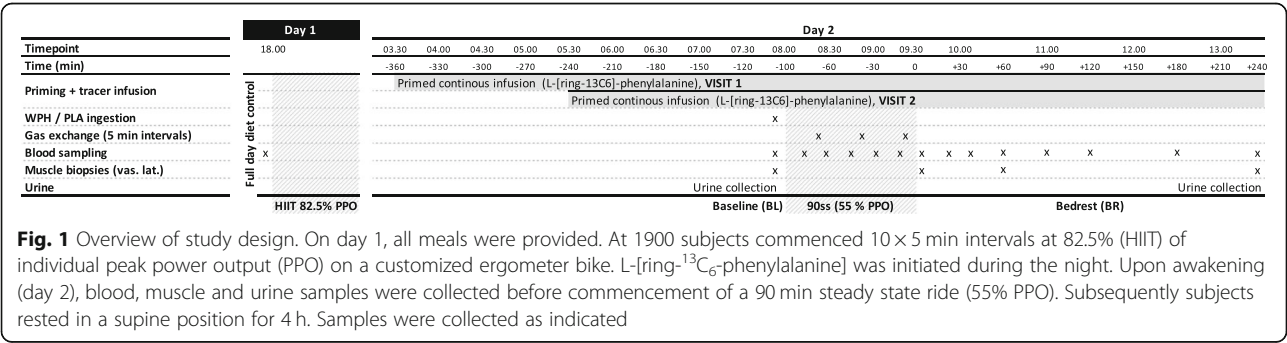 Day 1 Day 2
Timepoint 18.00 03.30 04.00 04.30 05.00 05.30 06.00 06.30 07.00 07.30 08.00 08.30 09.00 09.30 10.00 11.00 12.00 13.00
Time (min) -360 -330 -300 -270 -240 -210 -180 -150 -120 -100 -60 -30 0 +30 +60 +90 +120 +150 +180 +210 +240
Full day diet control
Priming + tracer infusion
Primed continous infusion (L-[ring-13C6]-phenylalanine), VISIT 1
Primed continous infusion (L-[ring-13C6]-phenylalanine), VISIT 2
WPH / PLA ingestion x
Gas exchange (5 min intervals) x x x
Blood sampling x x x x x x x x x x x x x x x
Muscle biopsies (vas. lat.) x x x x
Urine Urine collection Urine collection
HIIT 82.5% PPO Baseline (BL) 90ss (55 % PPO) Bedrest (BR)
Fig. 1 Overview of study design. On day 1, all meals were provided. At 1900 subjects commenced 10 × 5 min intervals at 82.5% (HIIT) of
individual peak power output (PPO) on a customized ergometer bike. L-[ring-¹³C₆-phenylalanine] was initiated during the night. Upon awakening
(day 2), blood, muscle and urine samples were collected before commencement of a 90 min steady state ride (55% PPO). Subsequently subjects
rested in a supine position for 4 h. Samples were collected as indicated